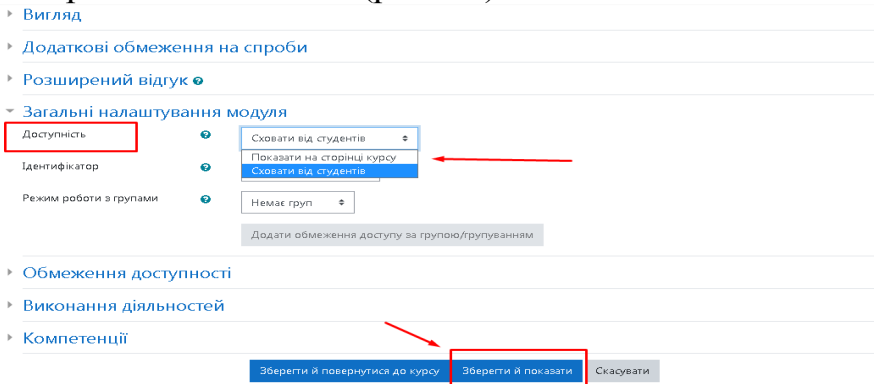 Вигляд
Додаткові обмеження на спроби
Розширений відгук
Загальні налаштування модуля
Доступність
Сховати від студентів
Показати на сторінці курсу
Сховати від студентів
Ідентифікатор
Режим роботи з групами
Немає груп
Додати обмеження доступу за групою/групуванням
Обмеження доступності
Виконання діяльностей
Компетенції
Зберегти й повернутися до курсу Зберегти й показати Скасувати